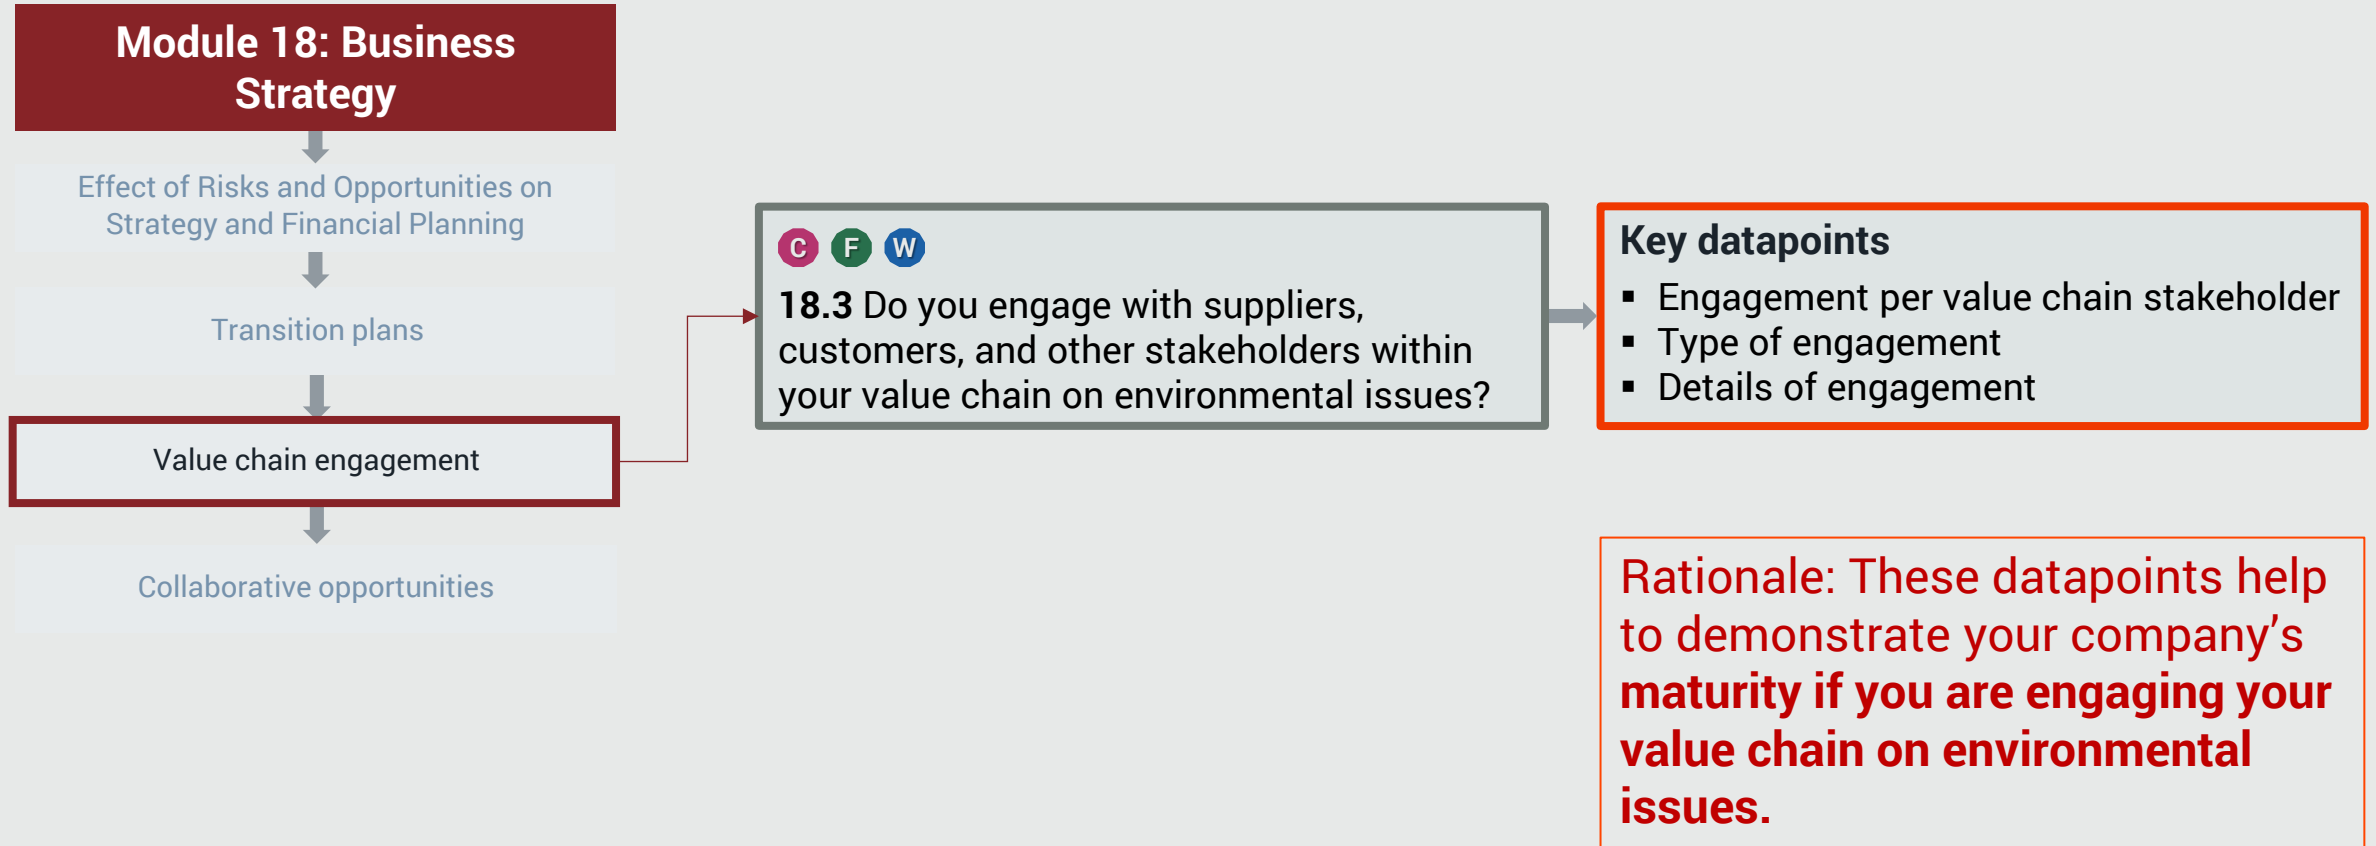 Module 18: Business
Strategy
Effect of Risks and Opportunities on
Strategy and Financial Planning
Transition plans
Value chain engagement
Collaborative opportunities
C F W
18.3 Do you engage with suppliers,
customers, and other stakeholders within
your value chain on environmental issues?
Key datapoints
▪ Engagement per value chain stakeholder
▪ Type of engagement
▪ Details of engagement
Rationale: These datapoints help
to demonstrate your company’s
maturity if you are engaging your
value chain on environmental
issues.